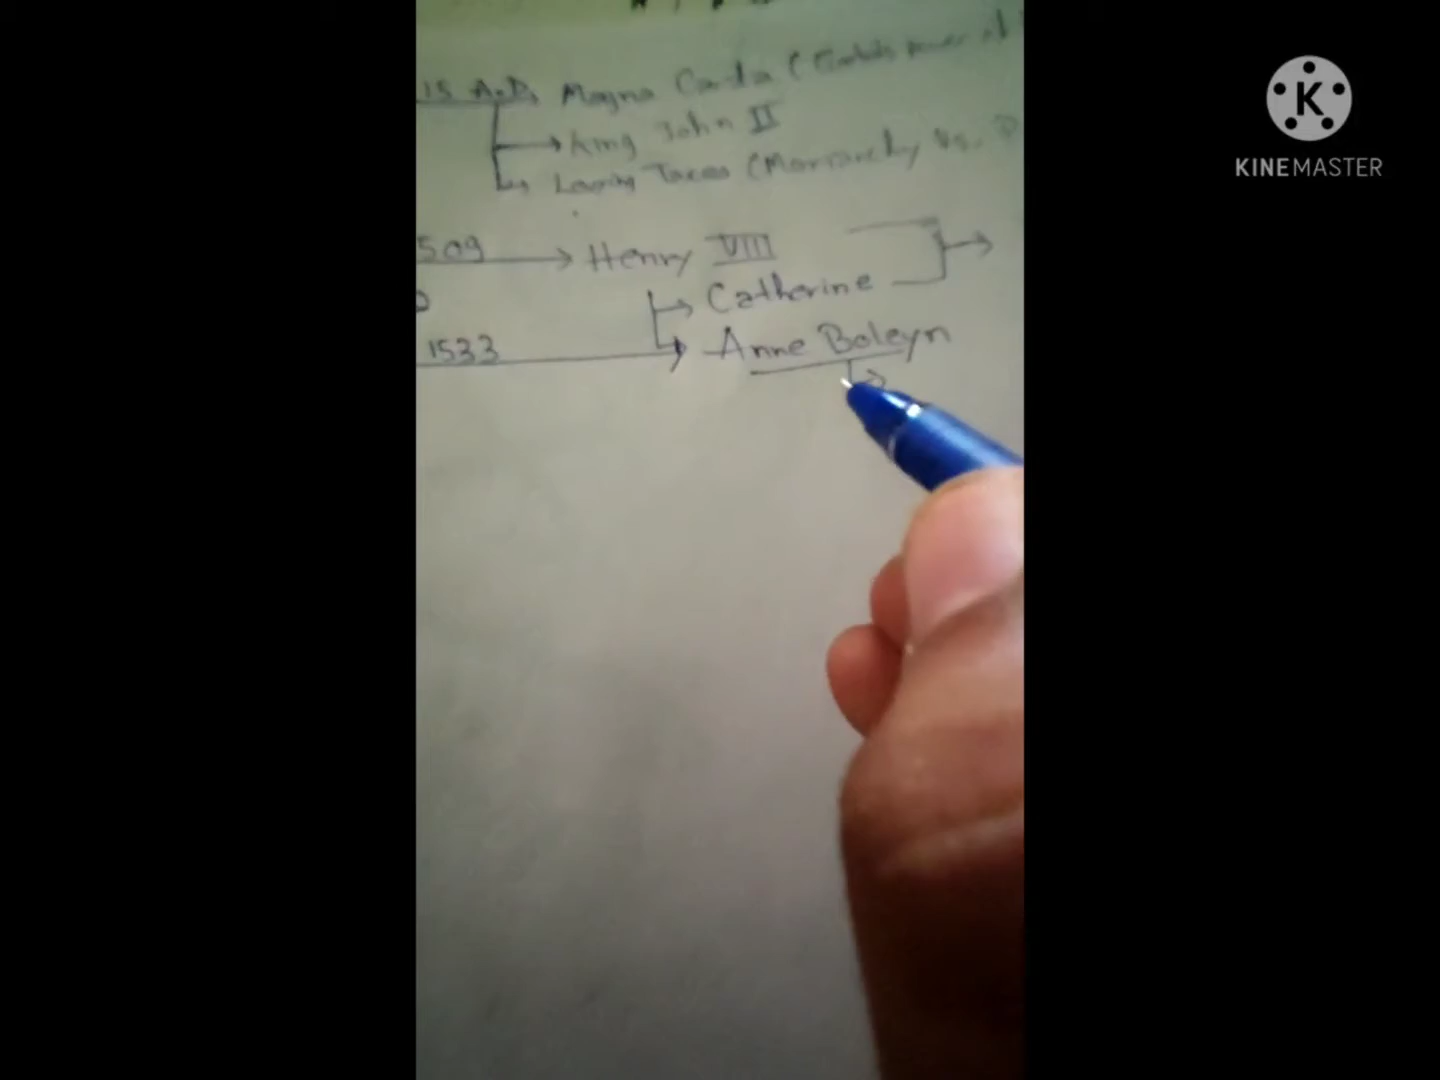 15 A.D. Magna Carta (
King John II
Taxes (Monarchy Vs.
509 Henry VIII
Catherine
1533 Anne Boleyn
K
KINEMASTER